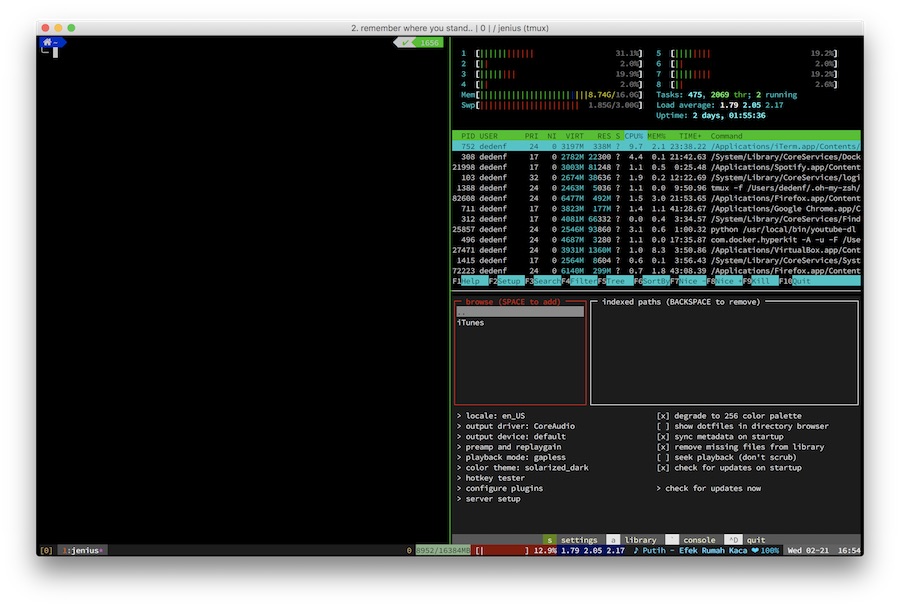 2. remember where you stand.. | 0 | / jenius (tmux)
~
✓ 1656
1 [|||||||||||| 31.1%] 5 [|||||||| 19.2%]
2 [|| 2.0%] 6 [|| 2.0%]
3 [|||||||| 19.9%] 7 [|||||||| 19.2%]
4 [|| 2.0%] 8 [|| 2.6%]
Mem[||||||||||||||||||||||||8.74G/16.0G] Tasks: 475, 2069 thr; 2 running
Swp[|||||||||||||||||||||| 1.85G/3.00G] Load average: 1.79 2.05 2.17
Uptime: 2 days, 01:55:36
PID USER PRI NI VIRT RES S CPU% MEM% TIME+ Command
752 dedenf 24 0 3197M 338M ? 9.7 2.1 23:38.22 /Applications/iTerm.app/Contents/
308 dedenf 17 0 2782M 22300 ? 4.4 0.1 21:42.63 /System/Library/CoreServices/Dock
21998 dedenf 17 0 3003M 81248 ? 1.1 0.5 0:25.48 /Applications/Spotify.app/Content
103 dedenf 32 0 2674M 38636 ? 1.9 0.2 12:22.69 /System/Library/CoreServices/logi
1388 dedenf 24 0 2463M 5036 ? 1.1 0.0 9:50.96 tmux -f /Users/dedenf/.oh-my-zsh/
82608 dedenf 24 0 6477M 492M ? 1.5 3.0 21:53.65 /Applications/Firefox.app/Content
711 dedenf 17 0 3823M 177M ? 1.4 1.1 41:28.67 /Applications/Google Chrome.app/C
312 dedenf 17 0 4081M 66332 ? 0.0 0.4 3:34.57 /System/Library/CoreServices/Find
25857 dedenf 24 0 2546M 93860 ? 3.1 0.6 1:00.32 python /usr/local/bin/youtube-dl
496 dedenf 24 0 4687M 3280 ? 1.1 0.0 17:35.87 com.docker.hyperkit -A -u -F /Use
27471 dedenf 24 0 3931M 1360M ? 1.0 8.3 3:50.86 /Applications/VirtualBox.app/Cont
1415 dedenf 24 0 2564M 8604 ? 0.6 0.1 3:56.43 /System/Library/CoreServices/Syst
72223 dedenf 24 0 6140M 299M ? 0.7 1.8 43:08.39 /Applications/Firefox.app/Content
F1Help F2Setup F3SearchF4FilterF5Tree F6SortByF7Nice -F8Nice +F9Kill F10Quit
browse (SPACE to add) indexed paths (BACKSPACE to remove)
..
iTunes
> locale: en_US [x] degrade to 256 color palette
> output driver: CoreAudio [ ] show dotfiles in directory browser
> output device: default [x] sync metadata on startup
> preamp and replaygain [x] remove missing files from library
> playback mode: gapless [ ] seek playback (don't scrub)
> color theme: solarized_dark [x] check for updates on startup
> hotkey tester
> configure plugins > check for updates now
> server setup
s settings a library ` console ^D quit
[0] 1:jenius* 0 8952/16384MB [| ] 12.9% 1.79 2.05 2.17 ♪ Putih - Efek Rumah Kaca ❤100% Wed 02-21 16:54